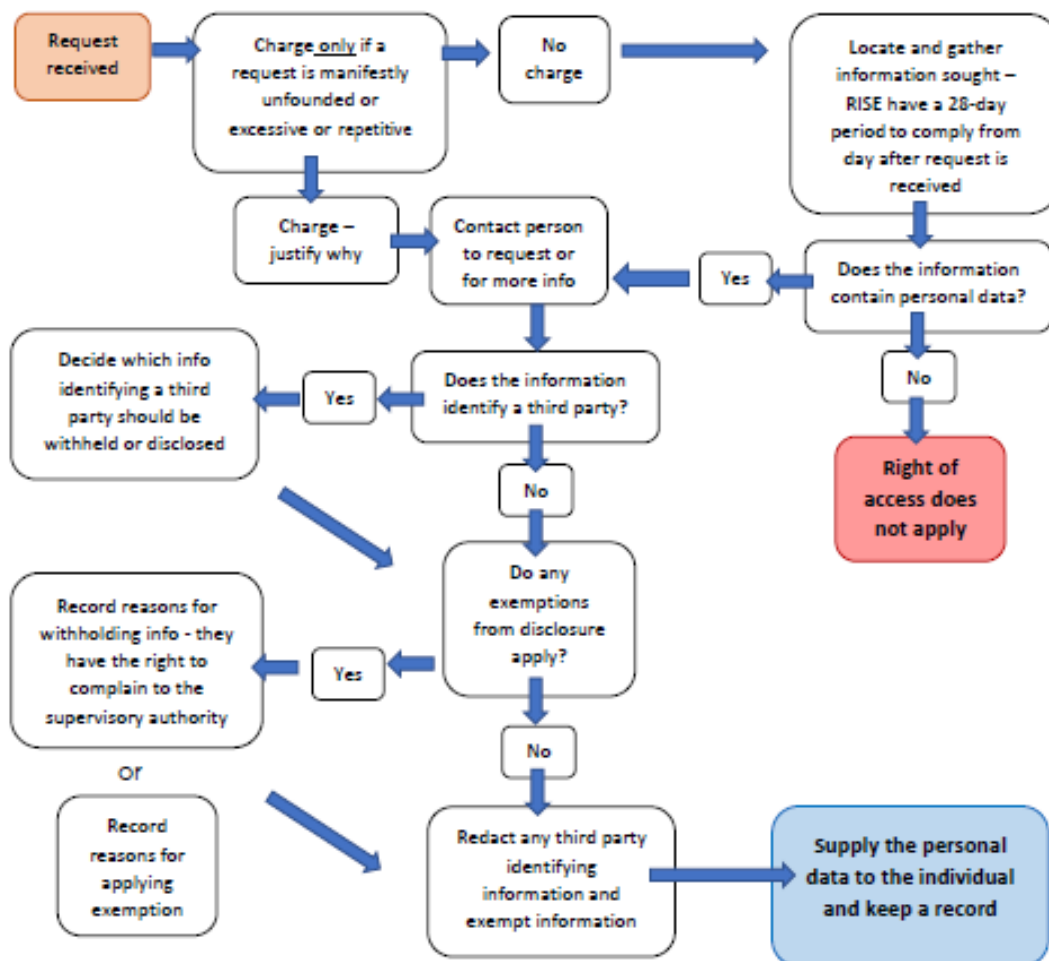 Request
received
Charge only if a
request is manifestly
unfounded or
excessive or repetitive
No
charge
Locate and gather
information sought –
RISE have a 28-day
period to comply from
day after request is
received
Charge –
justify why
Contact person
to request or
for more info
Yes
Does the information
contain personal data?
No
Right of
access does
not apply
Decide which info
identifying a third
party should be
withheld or disclosed
Yes
Does the information
identify a third party?
No
Do any
exemptions
from disclosure
apply?
Record reasons for
withholding info - they
have the right to
complain to the
supervisory authority
Yes
No
Or
Record
reasons for
applying
exemption
Redact any third party
identifying
information and
exempt information
Supply the personal
data to the individual
and keep a record